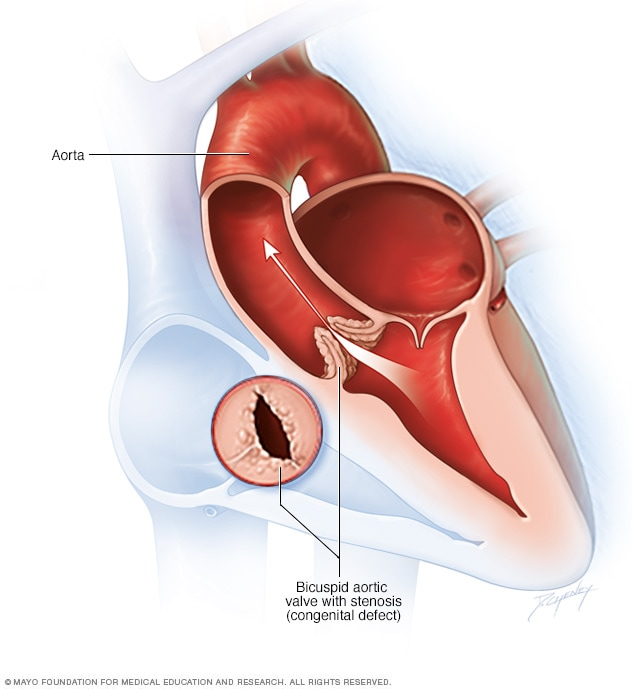 Aorta
Bicuspid aortic
valve with stenosis
(congenital defect)
© MAYO FOUNDATION FOR MEDICAL EDUCATION AND RESEARCH. ALL RIGHTS RESERVED.